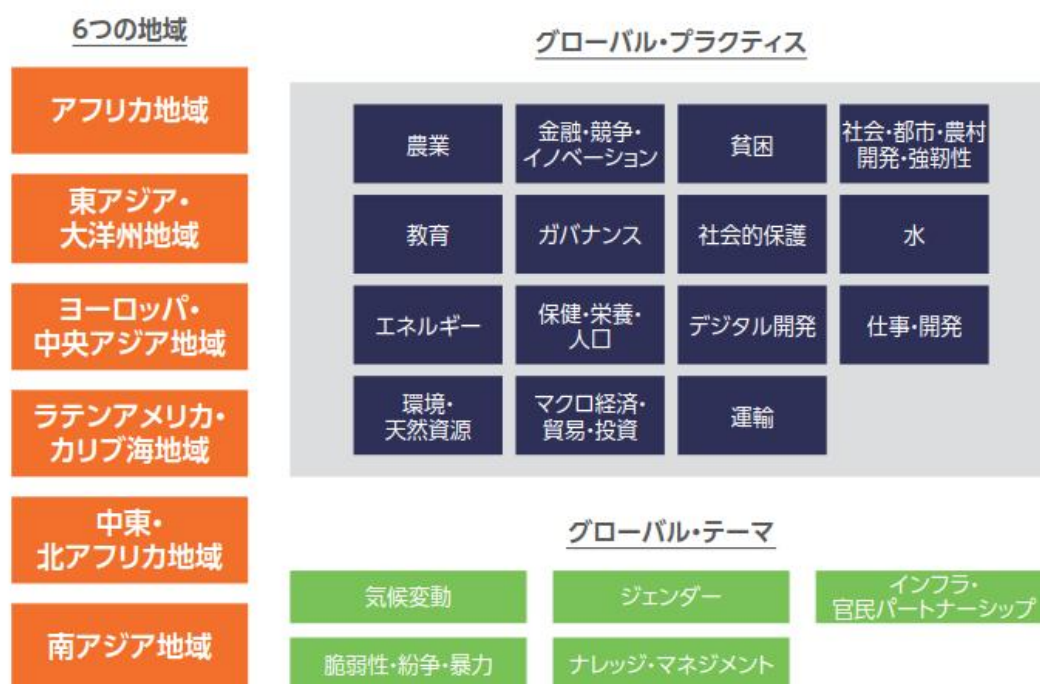 6つの地域
アフリカ地域
東アジア・
大洋州地域
ヨーロッパ・
中央アジア地域
ラテンアメリカ・
カリブ海地域
中東・
北アフリカ地域
南アジア地域
グローバル・プラクティス
農業
金融・競争・
イノベーション
貧困
社会・都市・農村
開発・強靭性
教育
ガバナンス
社会的保護
水
エネルギー
保健・栄養・
人口
デジタル開発
仕事・開発
環境・
天然資源
マクロ経済・
貿易・投資
運輸
グローバル・テーマ
気候変動
ジェンダー
インフラ・
官民パートナーシップ
脆弱性・紛争・暴力
ナレッジ・マネジメント